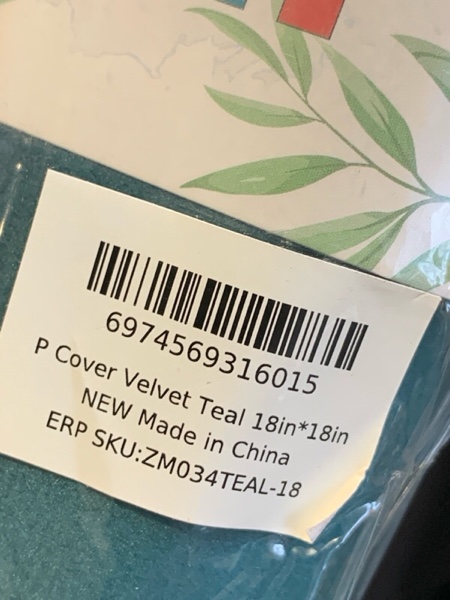 6974569316015
P Cover Velvet Teal 18in*18in
NEW Made in China
ERP SKU:ZM034TEAL-18